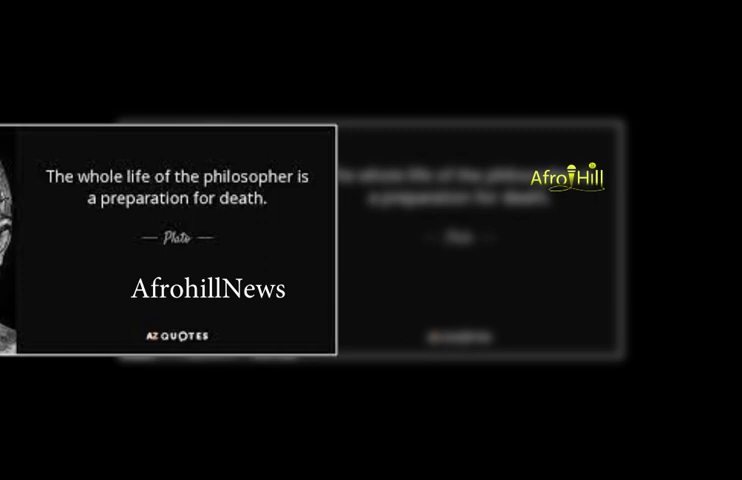 The whole life of the philosopher is
a preparation for death.
— Plato —
AfrohillNews
AZ QUOTES
AfroHill